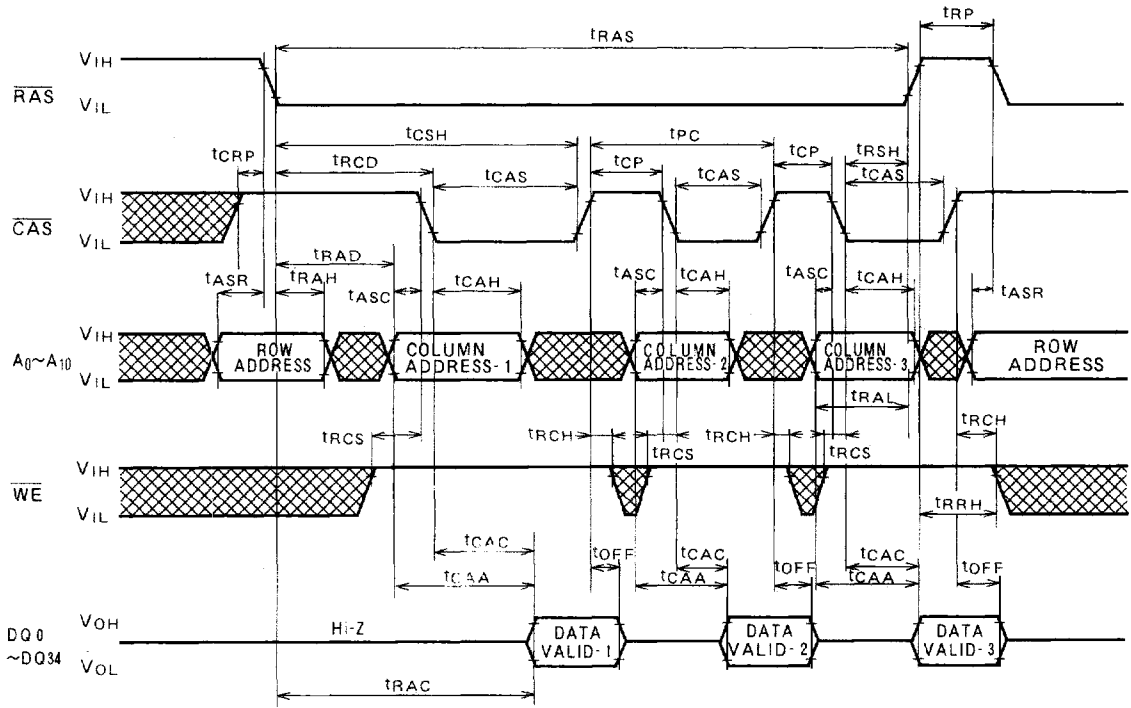 tRP
tRAS
VIH
RAS
VIL
tCSH
tPC
tCRP
tRCD
tCP
tCP
tRSH
tCAS
tCAS
tCAS
VIH
CAS
VIL
tRAD
tASR
tRAH
tASC
tCAH
tASC
tCAH
tASC
tCAH
tASR
VIH
A0~A10
VIL
ROW ADDRESS
COLUMN ADDRESS-1
COLUMN ADDRESS-2
COLUMN ADDRESS-3
ROW ADDRESS
tRAL
tRCS
tRCH
tRCS
tRCH
tRCS
tRCH
VIH
WE
VIL
tRRH
tCAC
tOFF
tCAC
tOFF
tCAC
tOFF
tCAA
tCAA
tCAA
VOH
DQ0
~DQ34
VOL
Hi-Z
DATA VALID-1
DATA VALID-2
DATA VALID-3
tRAC